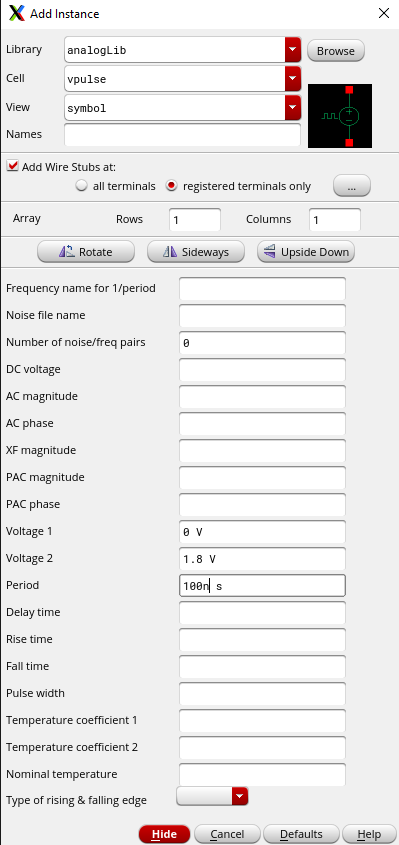 Add Instance
Library analogLib Browse
Cell vpulse
View symbol
Names
Add Wire Stubs at:
all terminals registered terminals only ...
Array Rows 1 Columns 1
Rotate Sideways Upside Down
Frequency name for 1/period
Noise file name
Number of noise/freq pairs 0
DC voltage
AC magnitude
AC phase
XF magnitude
PAC magnitude
PAC phase
Voltage 1 0 V
Voltage 2 1.8 V
Period 100n s
Delay time
Rise time
Fall time
Pulse width
Temperature coefficient 1
Temperature coefficient 2
Nominal temperature
Type of rising & falling edge
Hide Cancel Defaults Help